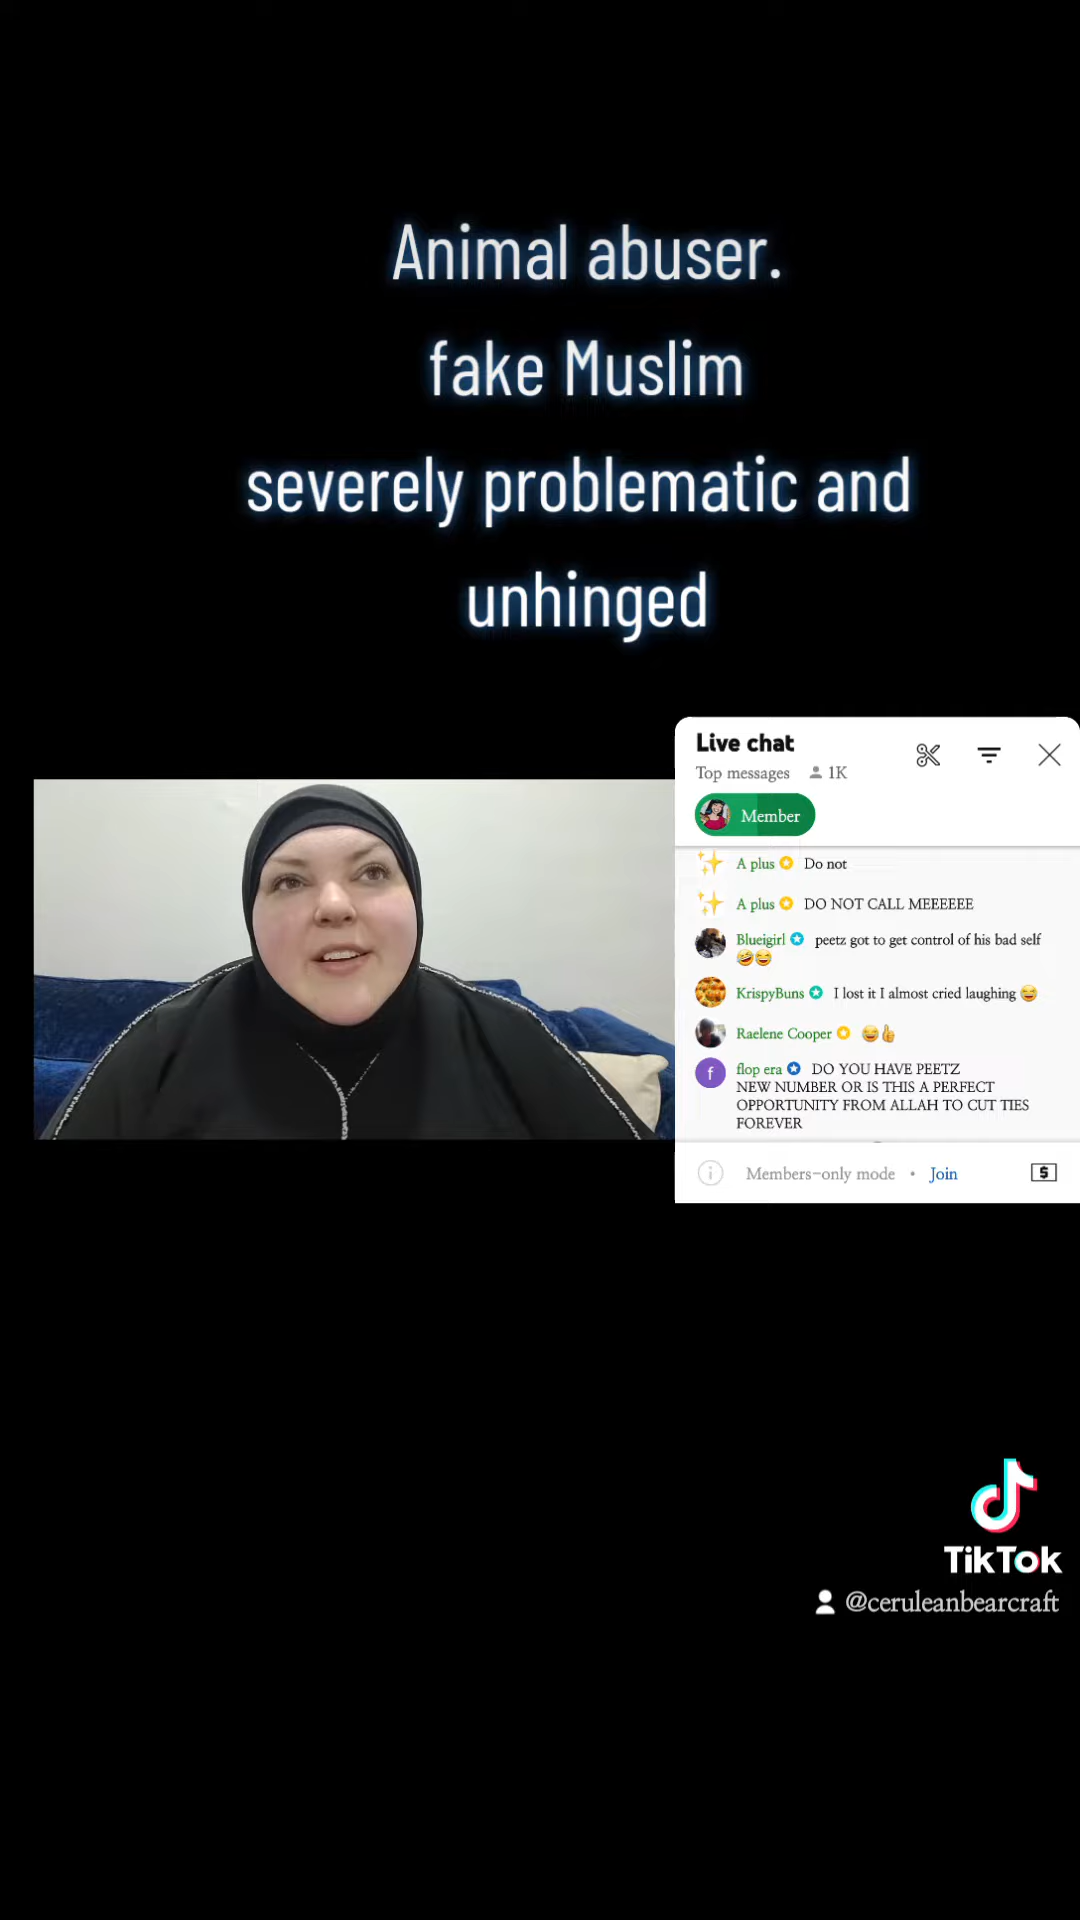 Animal abuser.
fake Muslim
severely problematic and
unhinged
Live chat
Top messages 1K
Member
A plus Do not
A plus DO NOT CALL MEEEEEE
Blueigirl peetz got to get control of his bad self
🤣😂
KrispyBuns I lost it I almost cried laughing 😂
Raelene Cooper 😂👍
f flop era DO YOU HAVE PEETZ
NEW NUMBER OR IS THIS A PERFECT
OPPORTUNITY FROM ALLAH TO CUT TIES
FOREVER
Members-only mode • Join
TikTok
@ceruleanbearcraft